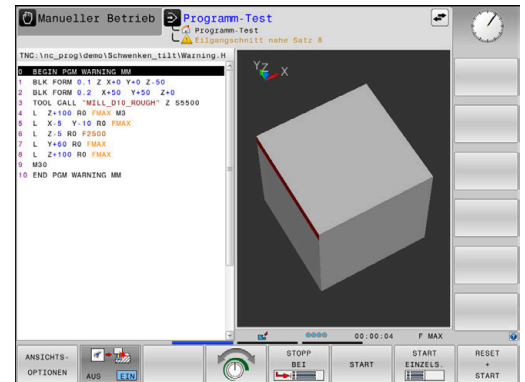 Manueller Betrieb
Programm-Test
Programm-Test
Eilgangschnitt nahe Satz 8
TNC:\nc_prog\demo\Schwenken_tilt\Warning.H
0 BEGIN PGM WARNING MM
1 BLK FORM 0.1 Z X+0 Y+0 Z-50
2 BLK FORM 0.2 X+50 Y+50 Z+0
3 TOOL CALL "MILL_D10_ROUGH" Z S5500
4 L Z+100 R0 FMAX M3
5 L X-5 Y-10 R0 FMAX
6 L Z-5 R0 F2500
7 L Y+60 R0 FMAX
8 L Z+100 R0 FMAX
9 M30
10 END PGM WARNING MM
Y Z X
00:00:04 F MAX
ANSICHTS-
OPTIONEN
AUS EIN
STOPP
BEI
START
START
EINZELS.
RESET
+
START